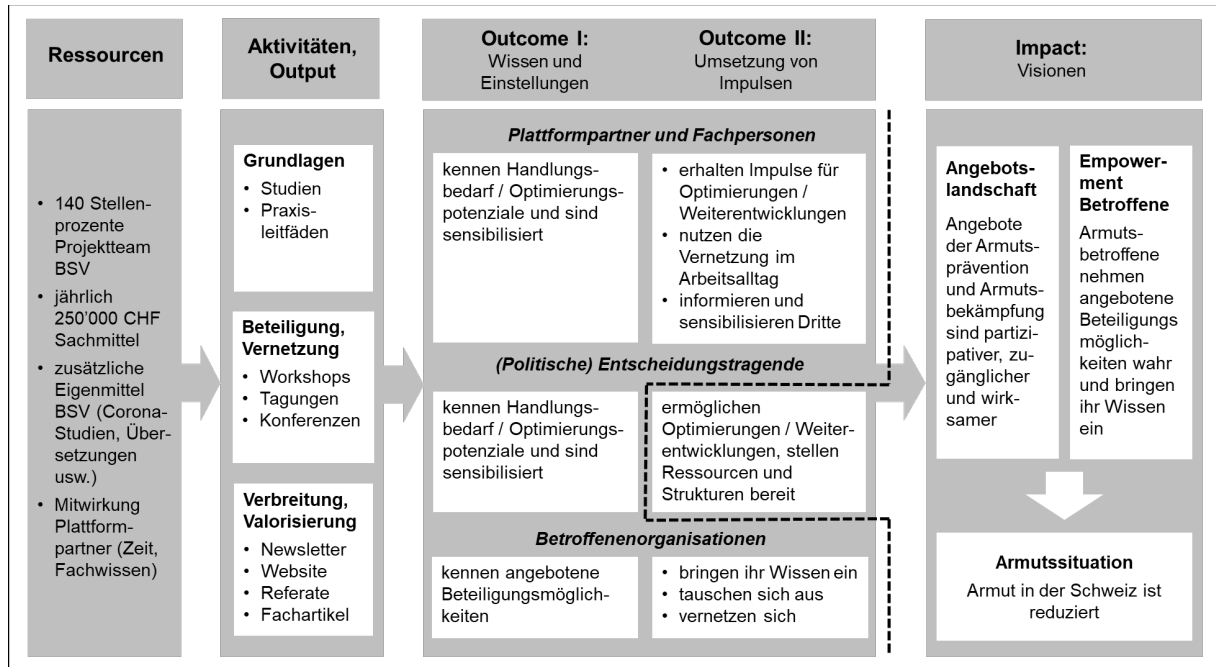 Ressourcen
• 140 Stellen-
prozente
Projektteam
BSV
• jährlich
250'000 CHF
Sachmittel
• zusätzliche
Eigenmittel
BSV (Corona-
Studien, Über-
setzungen
usw.)
• Mitwirkung
Plattform-
partner (Zeit,
Fachwissen)
Aktivitäten,
Output
Grundlagen
• Studien
• Praxis-
leitfäden
Beteiligung,
Vernetzung
• Workshops
• Tagungen
• Konferenzen
Verbreitung,
Valorisierung
• Newsletter
• Website
• Referate
• Fachartikel
Outcome I:
Wissen und
Einstellungen
Outcome II:
Umsetzung von
Impulsen
Plattformpartner und Fachpersonen
kennen Handlungs-
bedarf / Optimierungs-
potenziale und sind
sensibilisiert
• erhalten Impulse für
Optimierungen /
Weiterentwicklungen
• nutzen die
Vernetzung im
Arbeitsalltag
• informieren und
sensibilisieren Dritte
(Politische) Entscheidungstragende
kennen Handlungs-
bedarf / Optimierungs-
potenziale und sind
sensibilisiert
ermöglichen
Optimierungen / Weiter-
entwicklungen, stellen
Ressourcen und
Strukturen bereit
Betroffenenorganisationen
kennen angebotene
Beteiligungsmöglich-
keiten
• bringen ihr Wissen ein
• tauschen sich aus
• vernetzen sich
Impact:
Visionen
Angebots-
landschaft
Angebote
der Armuts-
prävention
und Armuts-
bekämpfung
sind partizi-
pativer, zu-
gänglicher
und wirk-
samer
Empower-
ment
Betroffene
Armuts-
betroffene
nehmen
angebotene
Beteiligungs
möglich-
keiten wahr
und bringen
ihr Wissen
ein
Armutssituation
Armut in der Schweiz ist
reduziert